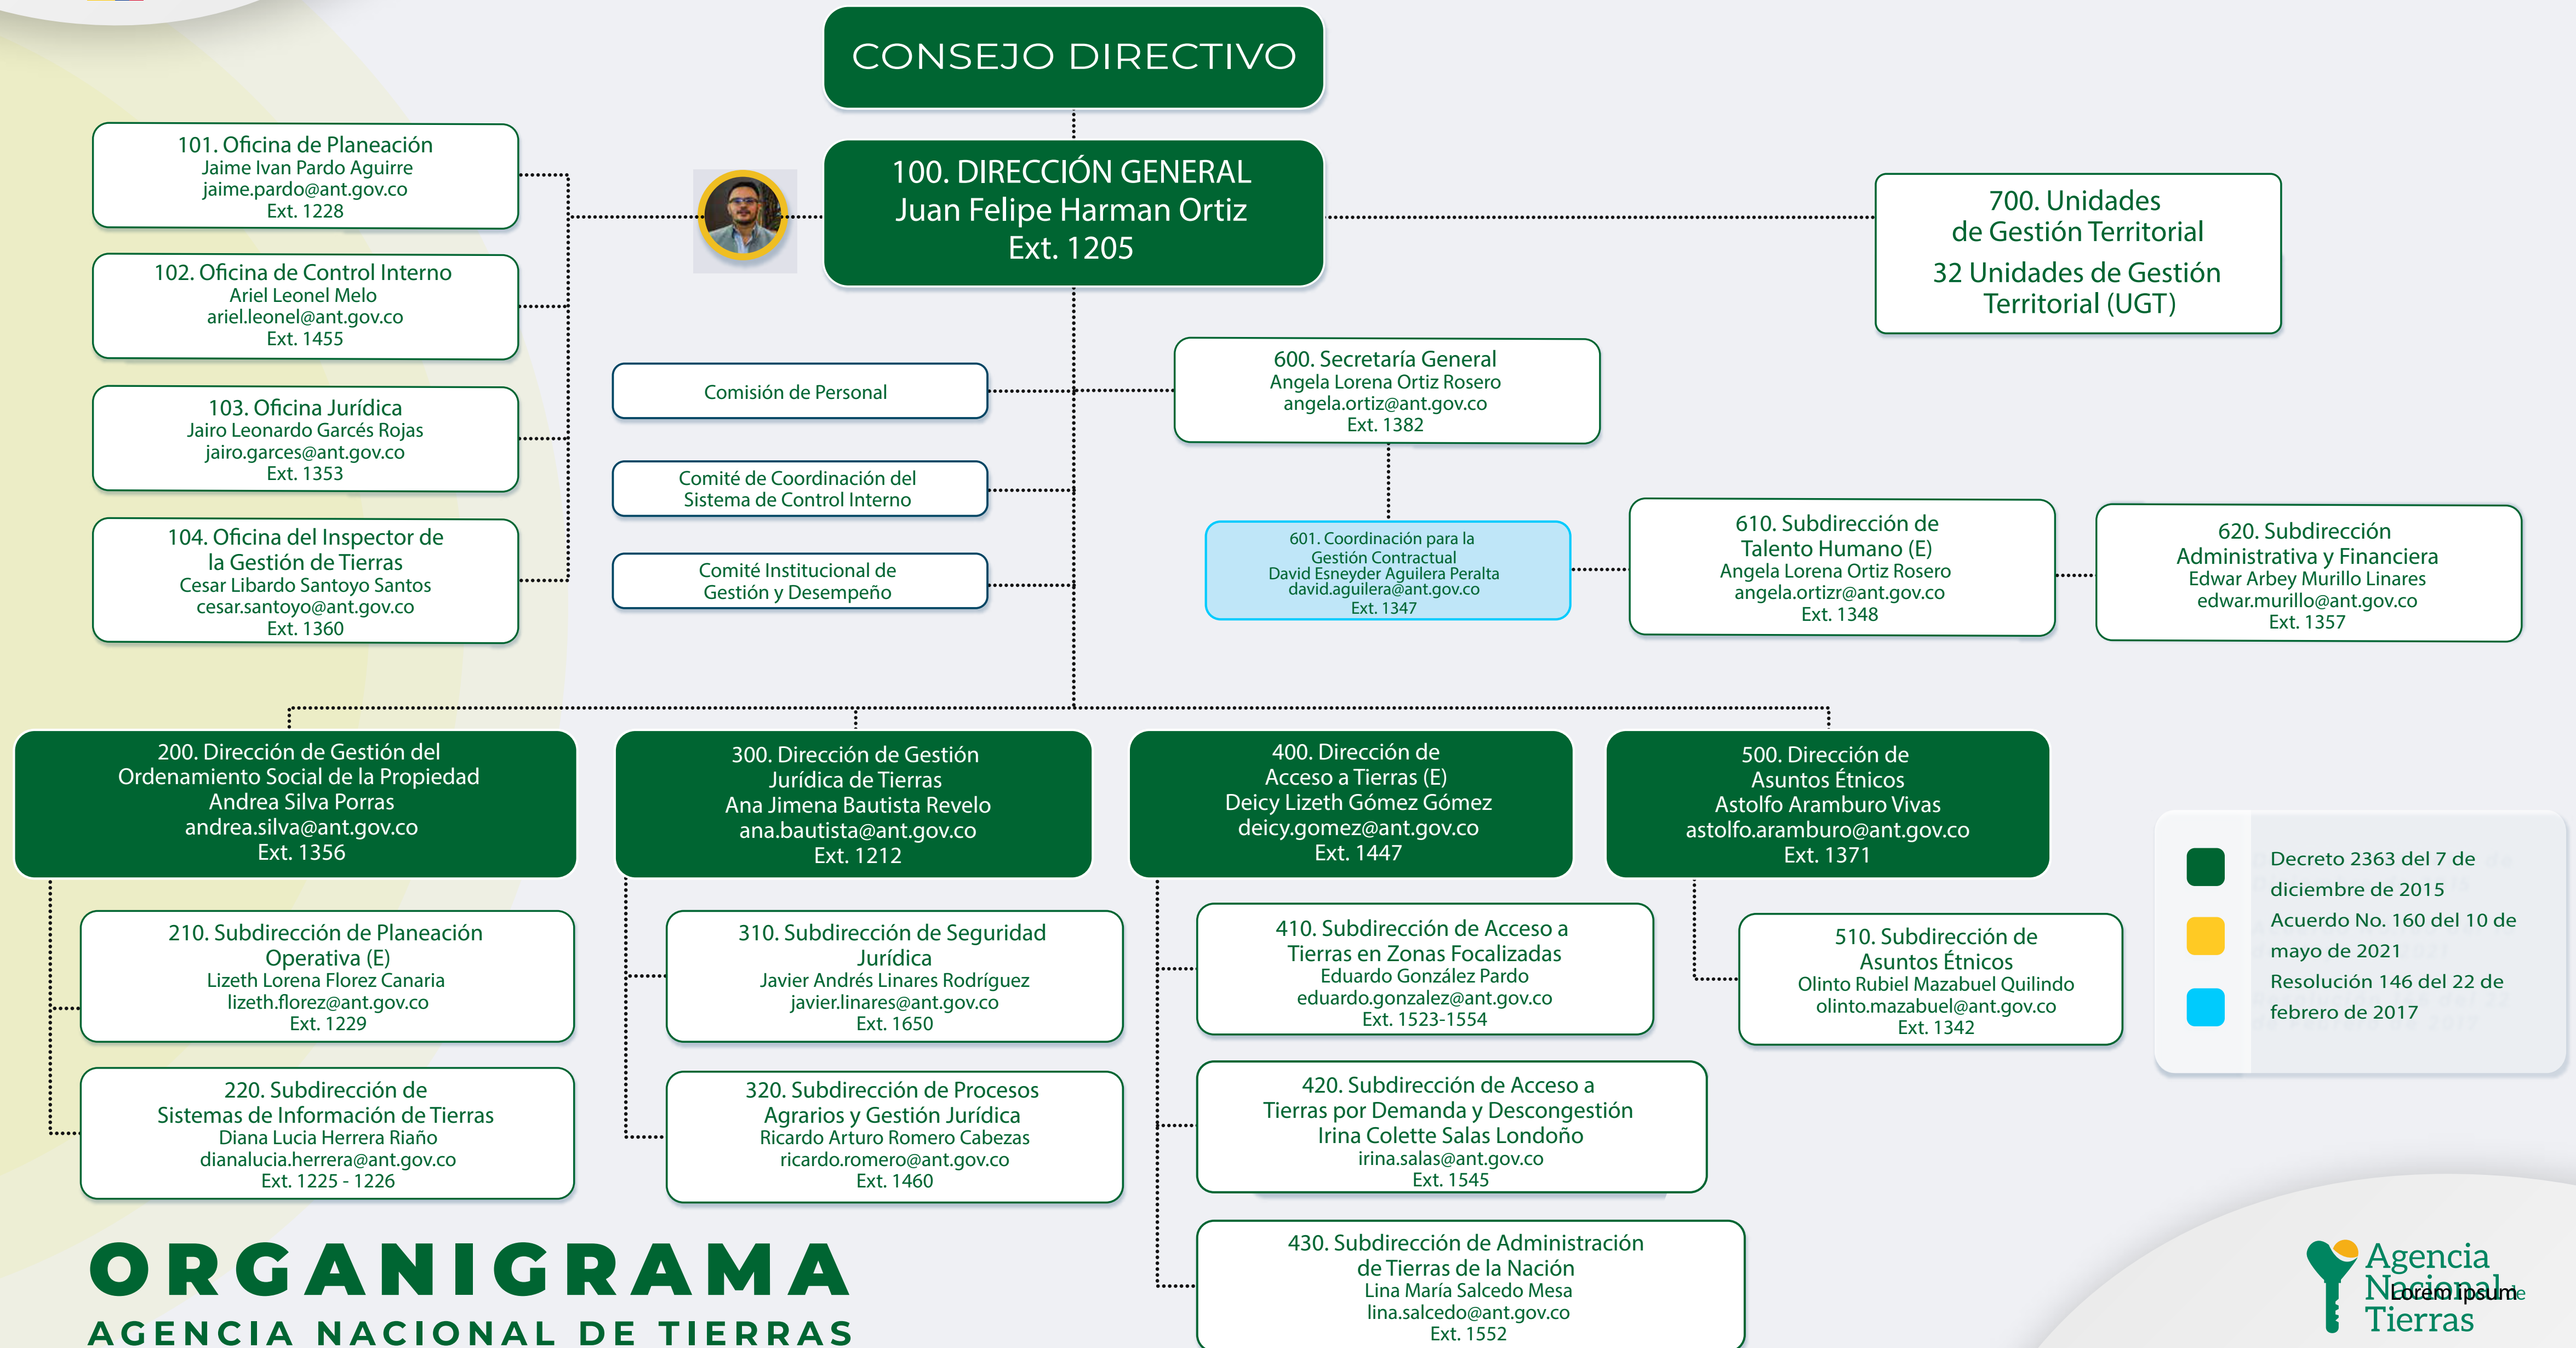 CONSEJO DIRECTIVO
100. DIRECCIÓN GENERAL
Juan Felipe Harman Ortiz
Ext. 1205
101. Oficina de Planeación
Jaime Ivan Pardo Aguirre
jaime.pardo@ant.gov.co
Ext. 1228
102. Oficina de Control Interno
Ariel Leonel Melo
ariel.leonel@ant.gov.co
Ext. 1455
103. Oficina Jurídica
Jairo Leonardo Garcés Rojas
jairo.garces@ant.gov.co
Ext. 1353
104. Oficina del Inspector de
la Gestión de Tierras
Cesar Libardo Santoyo Santos
cesar.santoyo@ant.gov.co
Ext. 1360
700. Unidades
de Gestión Territorial
32 Unidades de Gestión
Territorial (UGT)
Comisión de Personal
Comité de Coordinación del
Sistema de Control Interno
Comité Institucional de
Gestión y Desempeño
600. Secretaría General
Angela Lorena Ortiz Rosero
angela.ortiz@ant.gov.co
Ext. 1382
601. Coordinación para la
Gestión Contractual
David Esneyder Aguilera Peralta
david.aguilera@ant.gov.co
Ext. 1347
610. Subdirección de
Talento Humano (E)
Angela Lorena Ortiz Rosero
angela.ortizr@ant.gov.co
Ext. 1348
620. Subdirección
Administrativa y Financiera
Edwar Arbey Murillo Linares
edwar.murillo@ant.gov.co
Ext. 1357
200. Dirección de Gestión del
Ordenamiento Social de la Propiedad
Andrea Silva Porras
andrea.silva@ant.gov.co
Ext. 1356
210. Subdirección de Planeación
Operativa (E)
Lizeth Lorena Florez Canaria
lizeth.florez@ant.gov.co
Ext. 1229
220. Subdirección de
Sistemas de Información de Tierras
Diana Lucia Herrera Riaño
dianalucia.herrera@ant.gov.co
Ext. 1225 - 1226
300. Dirección de Gestión
Jurídica de Tierras
Ana Jimena Bautista Revelo
ana.bautista@ant.gov.co
Ext. 1212
310. Subdirección de Seguridad
Jurídica
Javier Andrés Linares Rodríguez
javier.linares@ant.gov.co
Ext. 1650
320. Subdirección de Procesos
Agrarios y Gestión Jurídica
Ricardo Arturo Romero Cabezas
ricardo.romero@ant.gov.co
Ext. 1460
400. Dirección de
Acceso a Tierras (E)
Deicy Lizeth Gómez Gómez
deicy.gomez@ant.gov.co
Ext. 1447
410. Subdirección de Acceso a
Tierras en Zonas Focalizadas
Eduardo González Pardo
eduardo.gonzalez@ant.gov.co
Ext. 1523-1554
420. Subdirección de Acceso a
Tierras por Demanda y Descongestión
Irina Colette Salas Londoño
irina.salas@ant.gov.co
Ext. 1545
430. Subdirección de Administración
de Tierras de la Nación
Lina María Salcedo Mesa
lina.salcedo@ant.gov.co
Ext. 1552
500. Dirección de
Asuntos Étnicos
Astolfo Aramburo Vivas
astolfo.aramburo@ant.gov.co
Ext. 1371
510. Subdirección de
Asuntos Étnicos
Olinto Rubiel Mazabuel Quilindo
olinto.mazabuel@ant.gov.co
Ext. 1342
Decreto 2363 del 7 de
diciembre de 2015
Acuerdo No. 160 del 10 de
mayo de 2021
Resolución 146 del 22 de
febrero de 2017
ORGANIGRAMA
AGENCIA NACIONAL DE TIERRAS
Agencia
Nacional de
Lorem ipsum
Tierras